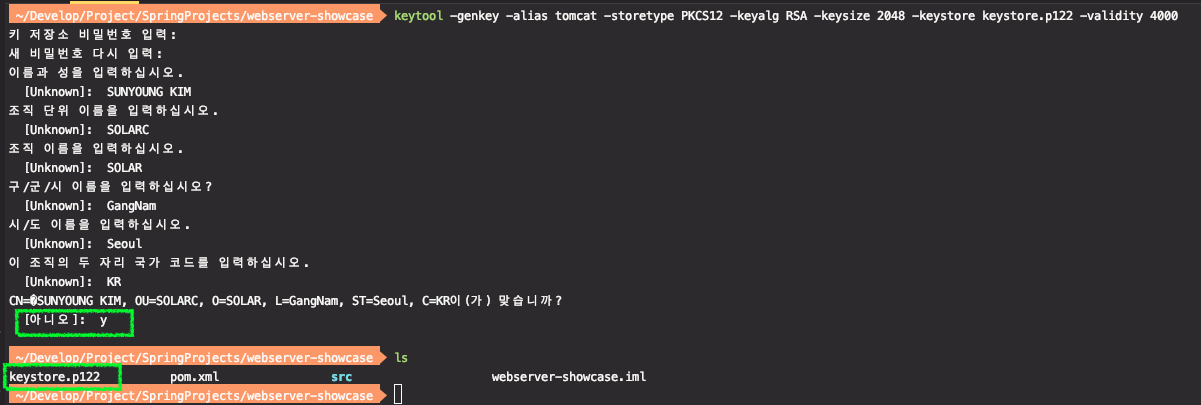 ~/Develop/Project/SpringProjects/webserver-showcase keytool -genkey -alias tomcat -storetype PKCS12 -keyalg RSA -keysize 2048 -keystore keystore.p122 -validity 4000
키 저장소 비밀번호 입력:
새 비밀번호 다시 입력:
이름과 성을 입력하십시오.
[Unknown]: SUNYOUNG KIM
조직 단위 이름을 입력하십시오.
[Unknown]: SOLARC
조직 이름을 입력하십시오.
[Unknown]: SOLAR
구/군/시 이름을 입력하십시오?
[Unknown]: GangNam
시/도 이름을 입력하십시오.
[Unknown]: Seoul
이 조직의 두 자리 국가 코드를 입력하십시오.
[Unknown]: KR
CN=�SUNYOUNG KIM, OU=SOLARC, O=SOLAR, L=GangNam, ST=Seoul, C=KR이(가) 맞습니까?
[아니오]: y
~/Develop/Project/SpringProjects/webserver-showcase ls
keystore.p122 pom.xml src webserver-showcase.iml
~/Develop/Project/SpringProjects/webserver-showcase